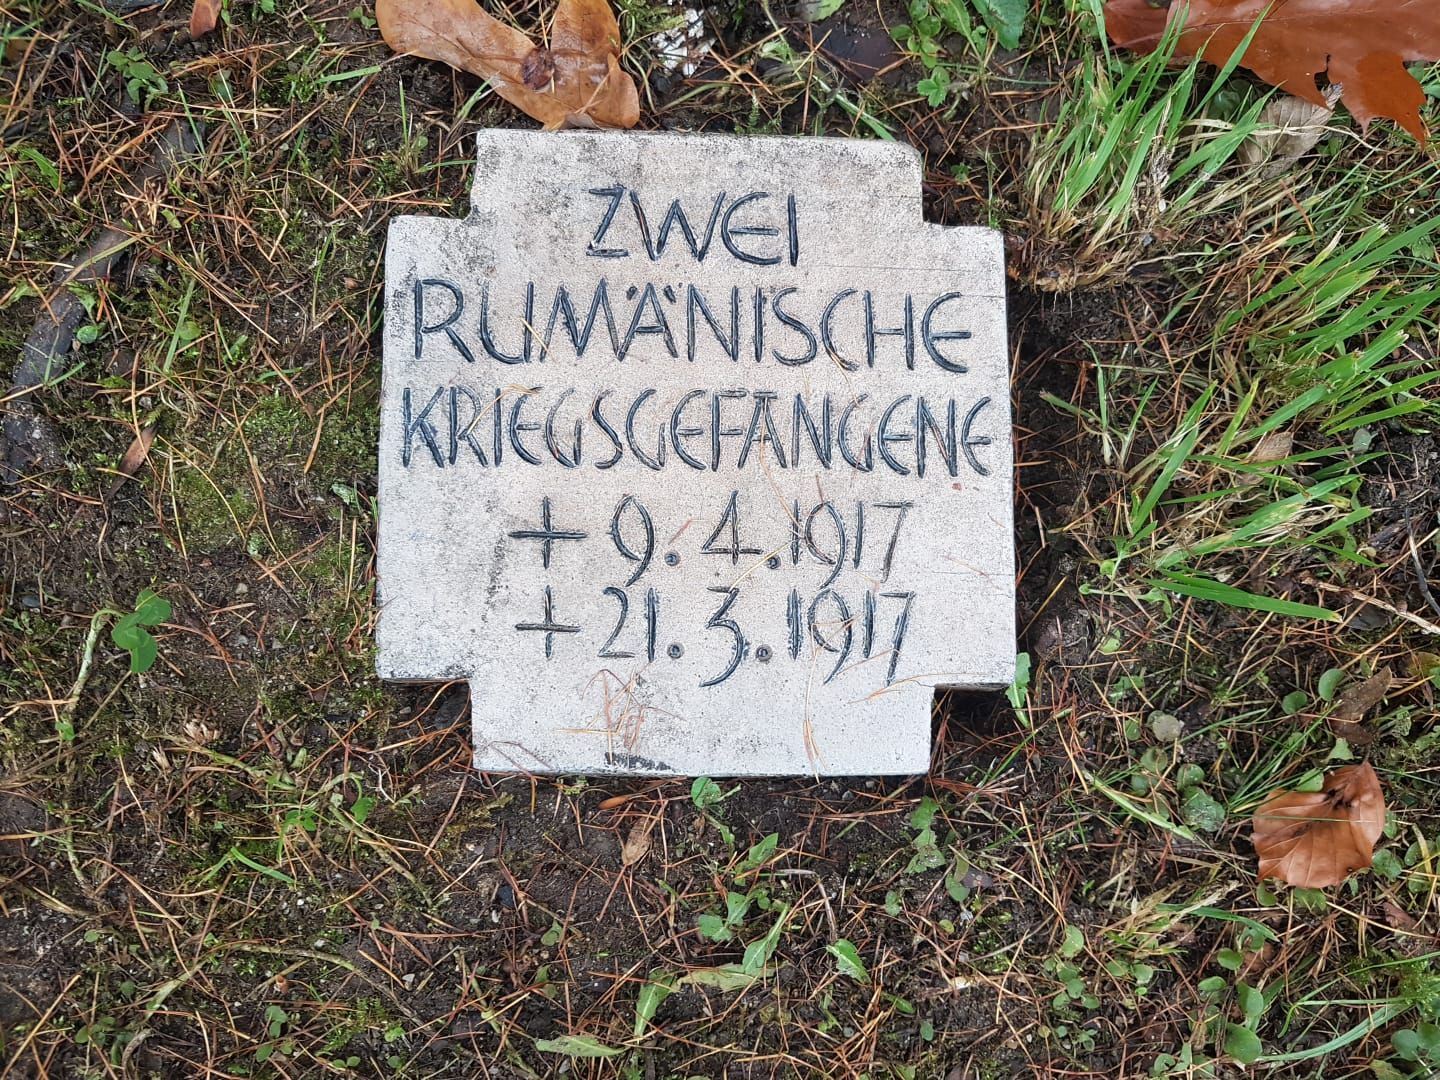 ZWEI
RUMÄNISCHE
KRIEGSGEFANGENE
+ 9.4.1917
+ 21.3.1917